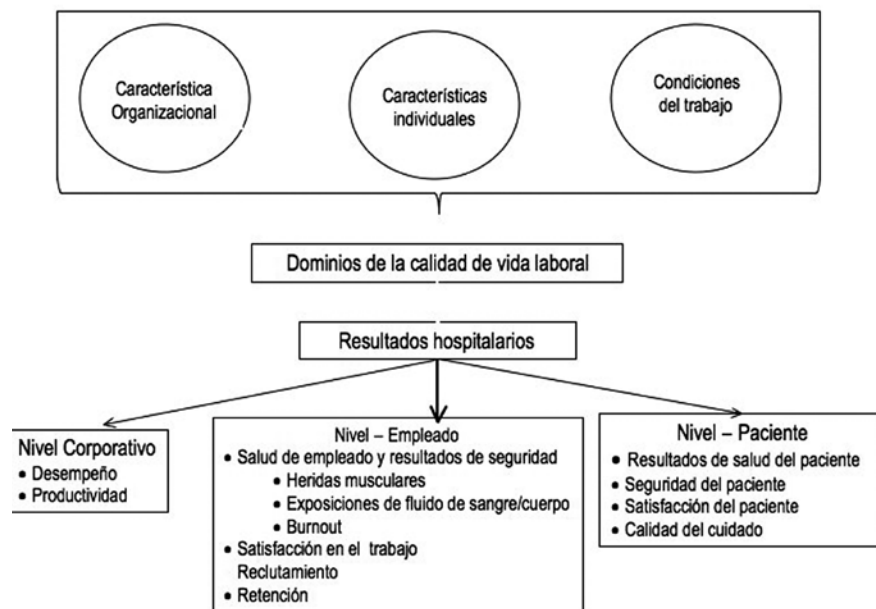 Característica
Organizacional
Características
individuales
Condiciones
del trabajo
Dominios de la calidad de vida laboral
Resultados hospitalarios
Nivel Corporativo
• Desempeño
• Productividad
Nivel – Empleado
• Salud de empleado y resultados de seguridad
• Heridas musculares
• Exposiciones de fluido de sangre/cuerpo
• Burnout
• Satisfacción en el trabajo
Reclutamiento
• Retención
Nivel – Paciente
• Resultados de salud del paciente
• Seguridad del paciente
• Satisfacción del paciente
• Calidad del cuidado